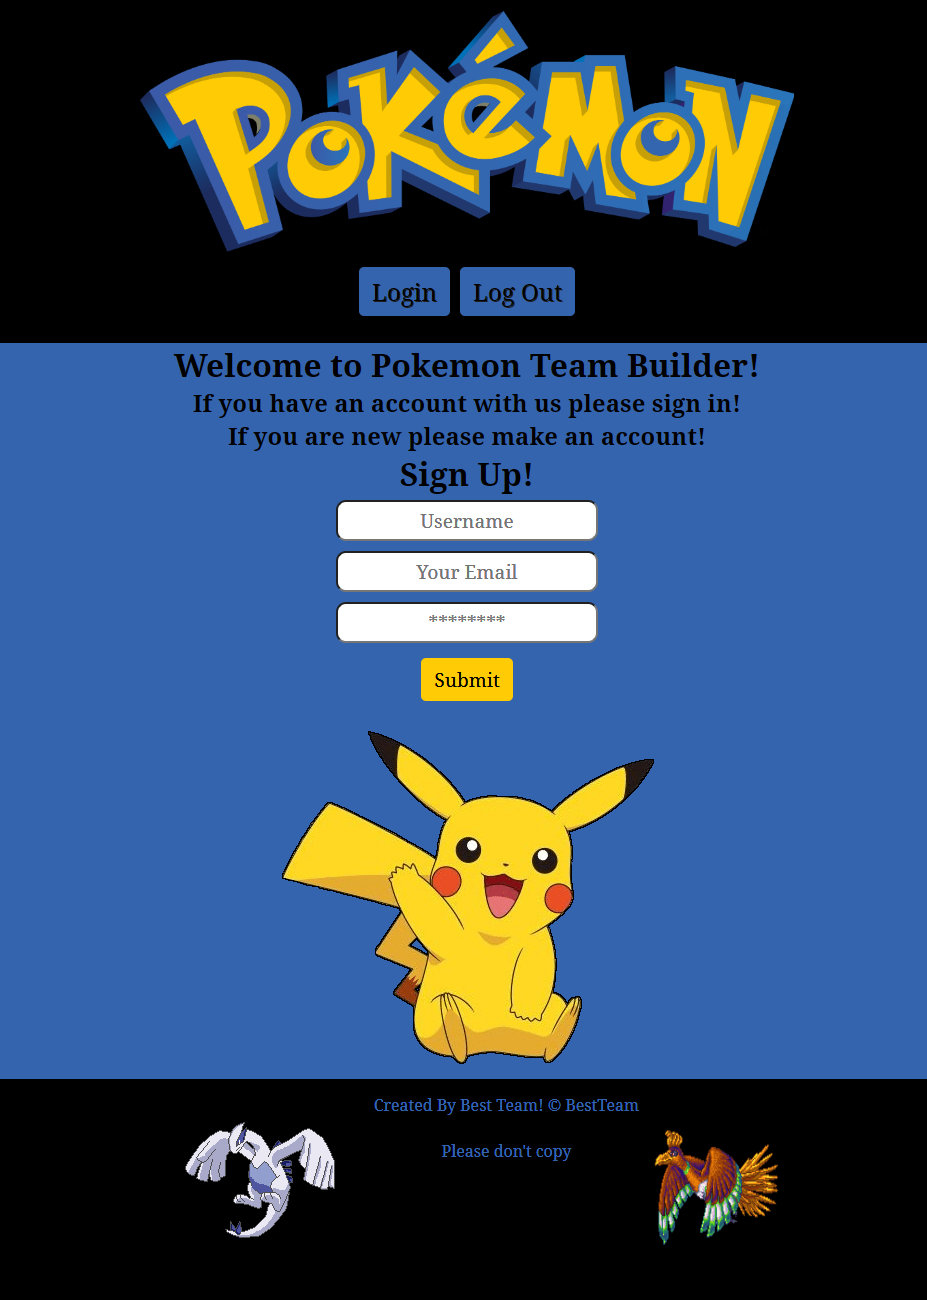 POKéMON
Login Log Out
Welcome to Pokemon Team Builder!
If you have an account with us please sign in!
If you are new please make an account!
Sign Up!
Username
Your Email
********
Submit
Created By Best Team! © BestTeam
Please don't copy